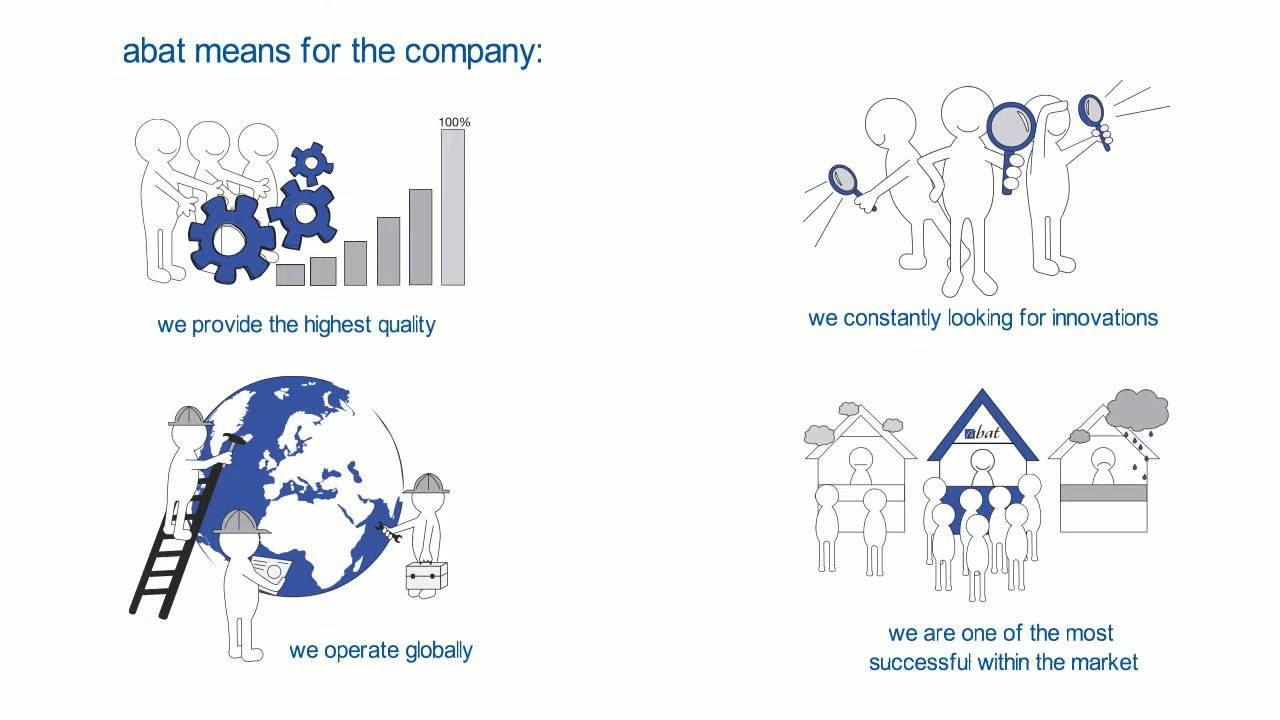 abat means for the company:
100%
we provide the highest quality
we constantly looking for innovations
abat
we operate globally
we are one of the most
successful within the market